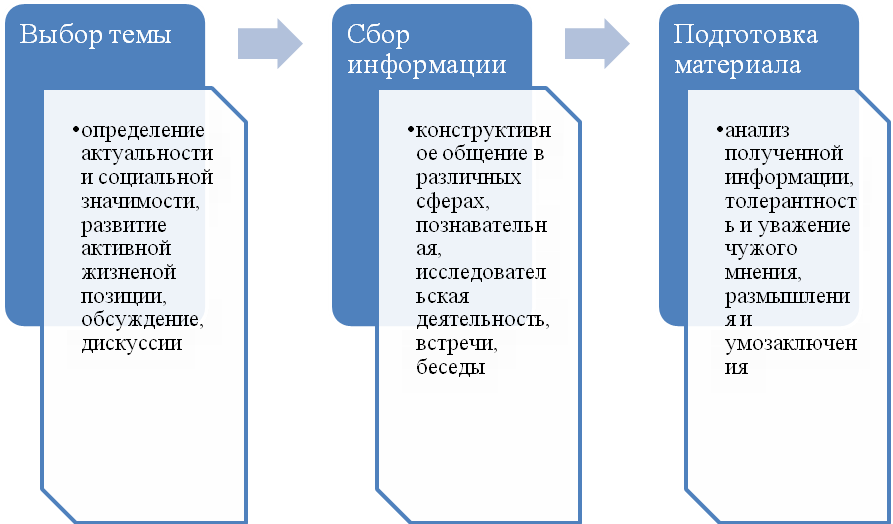 Выбор темы
•определение
актуальности
и социальной
значимости,
развитие
активной
жизненой
позиции,
обсуждение,
дискуссии
Сбор
информации
•конструктивн
ое общение в
различных
сферах,
познавательн
ая,
исследовател
ьская
деятельность,
встречи,
беседы
Подготовка
материала
•анализ
полученной
информации,
толерантност
ь и уважение
чужого
мнения,
размышлени
я и
умозаключен
ия